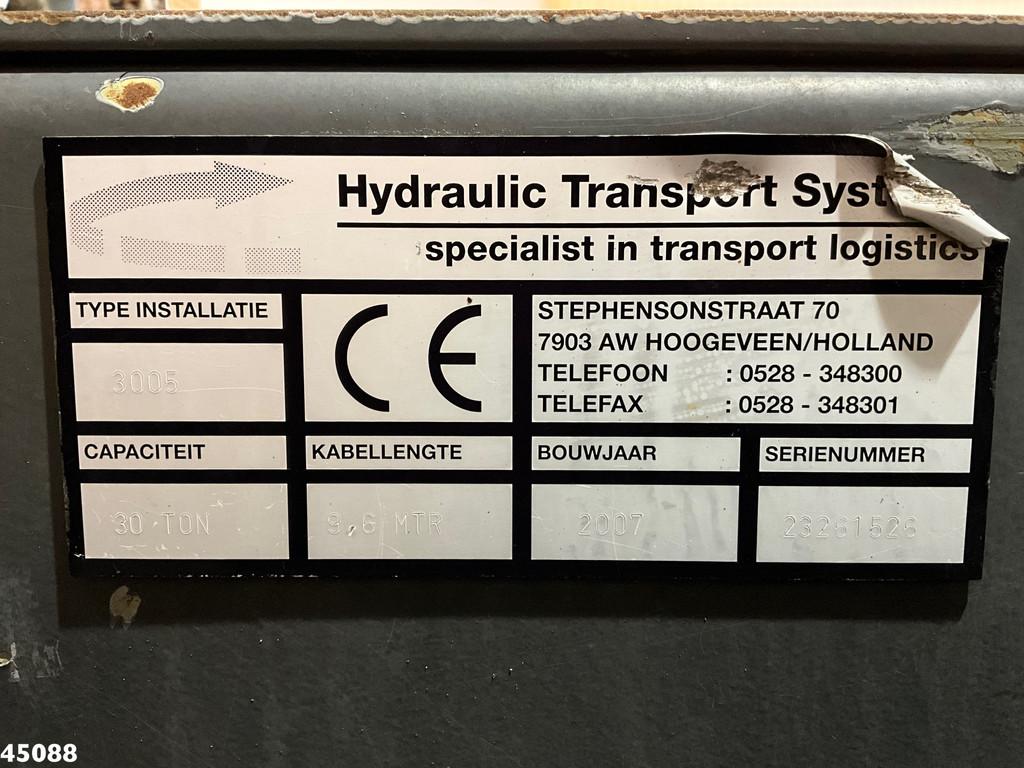 Hydraulic Transport Syst
specialist in transport logistics
TYPE INSTALLATIE
3005
STEPHENSONSTRAAT 70
7903 AW HOOGEVEEN/HOLLAND
TELEFOON : 0528 - 348300
TELEFAX : 0528 - 348301
CE
CAPACITEIT
30 TON
KABELLENGTE
9,6 MTR
BOUWJAAR
2007
SERIENUMMER
23261526
45088